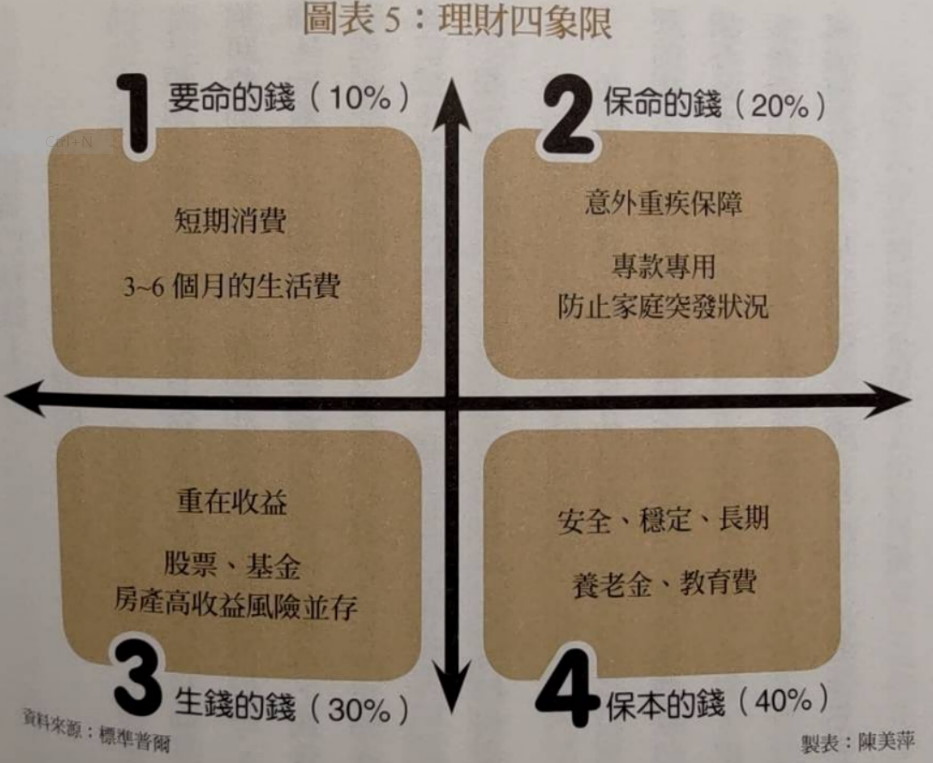 圖表 5：理財四象限
1 要命的錢（10%）
短期消費
3~6 個月的生活費
2 保命的錢（20%）
意外重疾保障
專款專用
防止家庭突發狀況
重在收益
股票、基金
房產高收益風險並存
3 生錢的錢（30%）
安全、穩定、長期
養老金、教育費
4 保本的錢（40%）
資料來源：標準普爾
製表：陳美萍